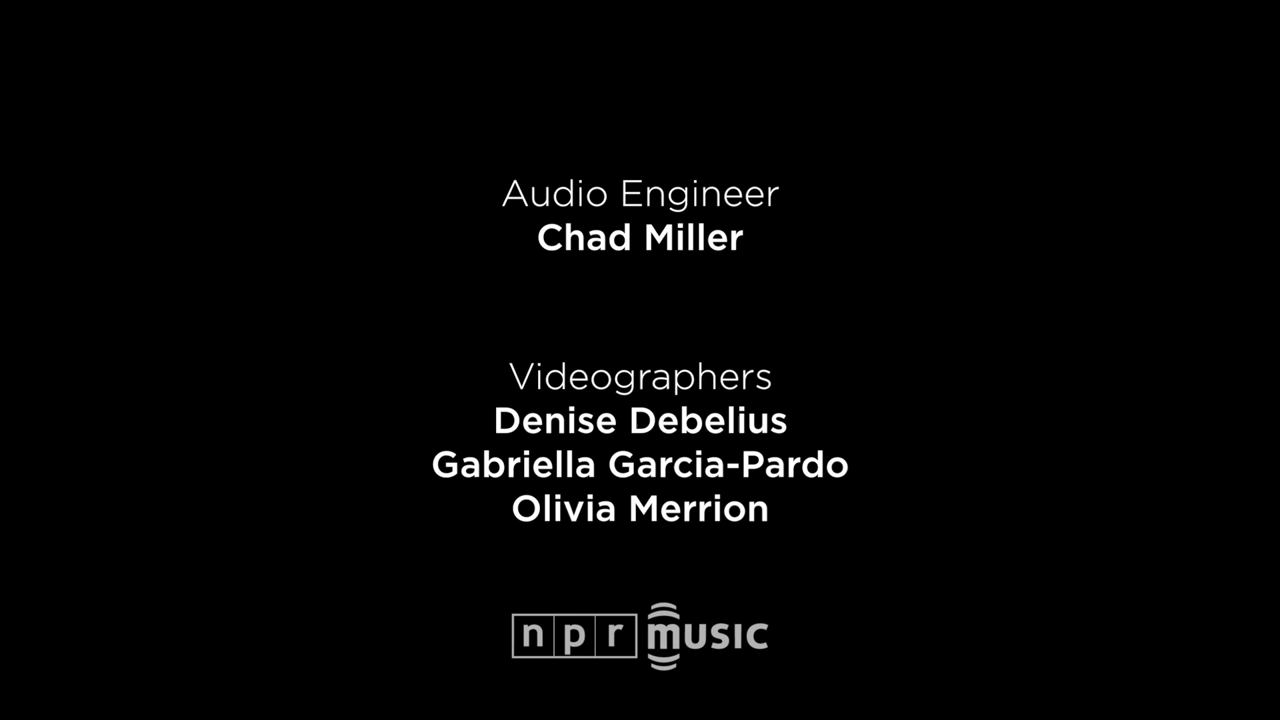 Audio Engineer
Chad Miller
Videographers
Denise Debelius
Gabriella Garcia-Pardo
Olivia Merrion
npr music